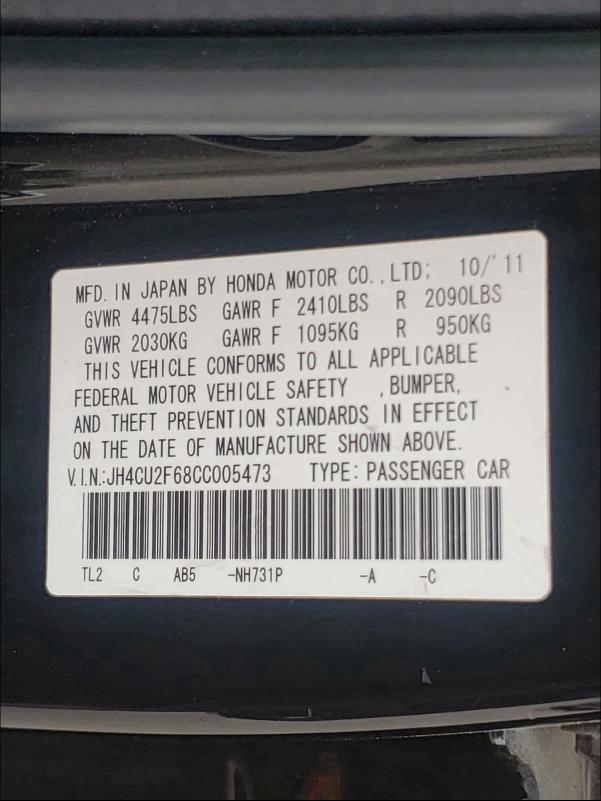 MFD. IN JAPAN BY HONDA MOTOR CO.,LTD: 10/'11
GVWR 4475LBS GAWR F 2410LBS R 2090LBS
GVWR 2030KG GAWR F 1095KG R 950KG
THIS VEHICLE CONFORMS TO ALL APPLICABLE
FEDERAL MOTOR VEHICLE SAFETY ,BUMPER,
AND THEFT PREVENTION STANDARDS IN EFFECT
ON THE DATE OF MANUFACTURE SHOWN ABOVE.
V.I.N.:JH4CU2F68CC005473 TYPE: PASSENGER CAR
TL2 C AB5 -NH731P -A -C